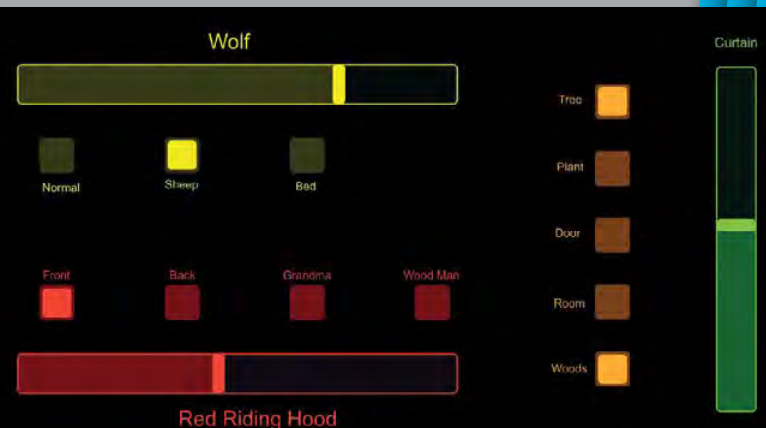 Wolf
Curtain
Tree
Normal
Sheep
Bed
Plant
Door
Front
Back
Grandma
Wood Man
Room
Woods
Red Riding Hood